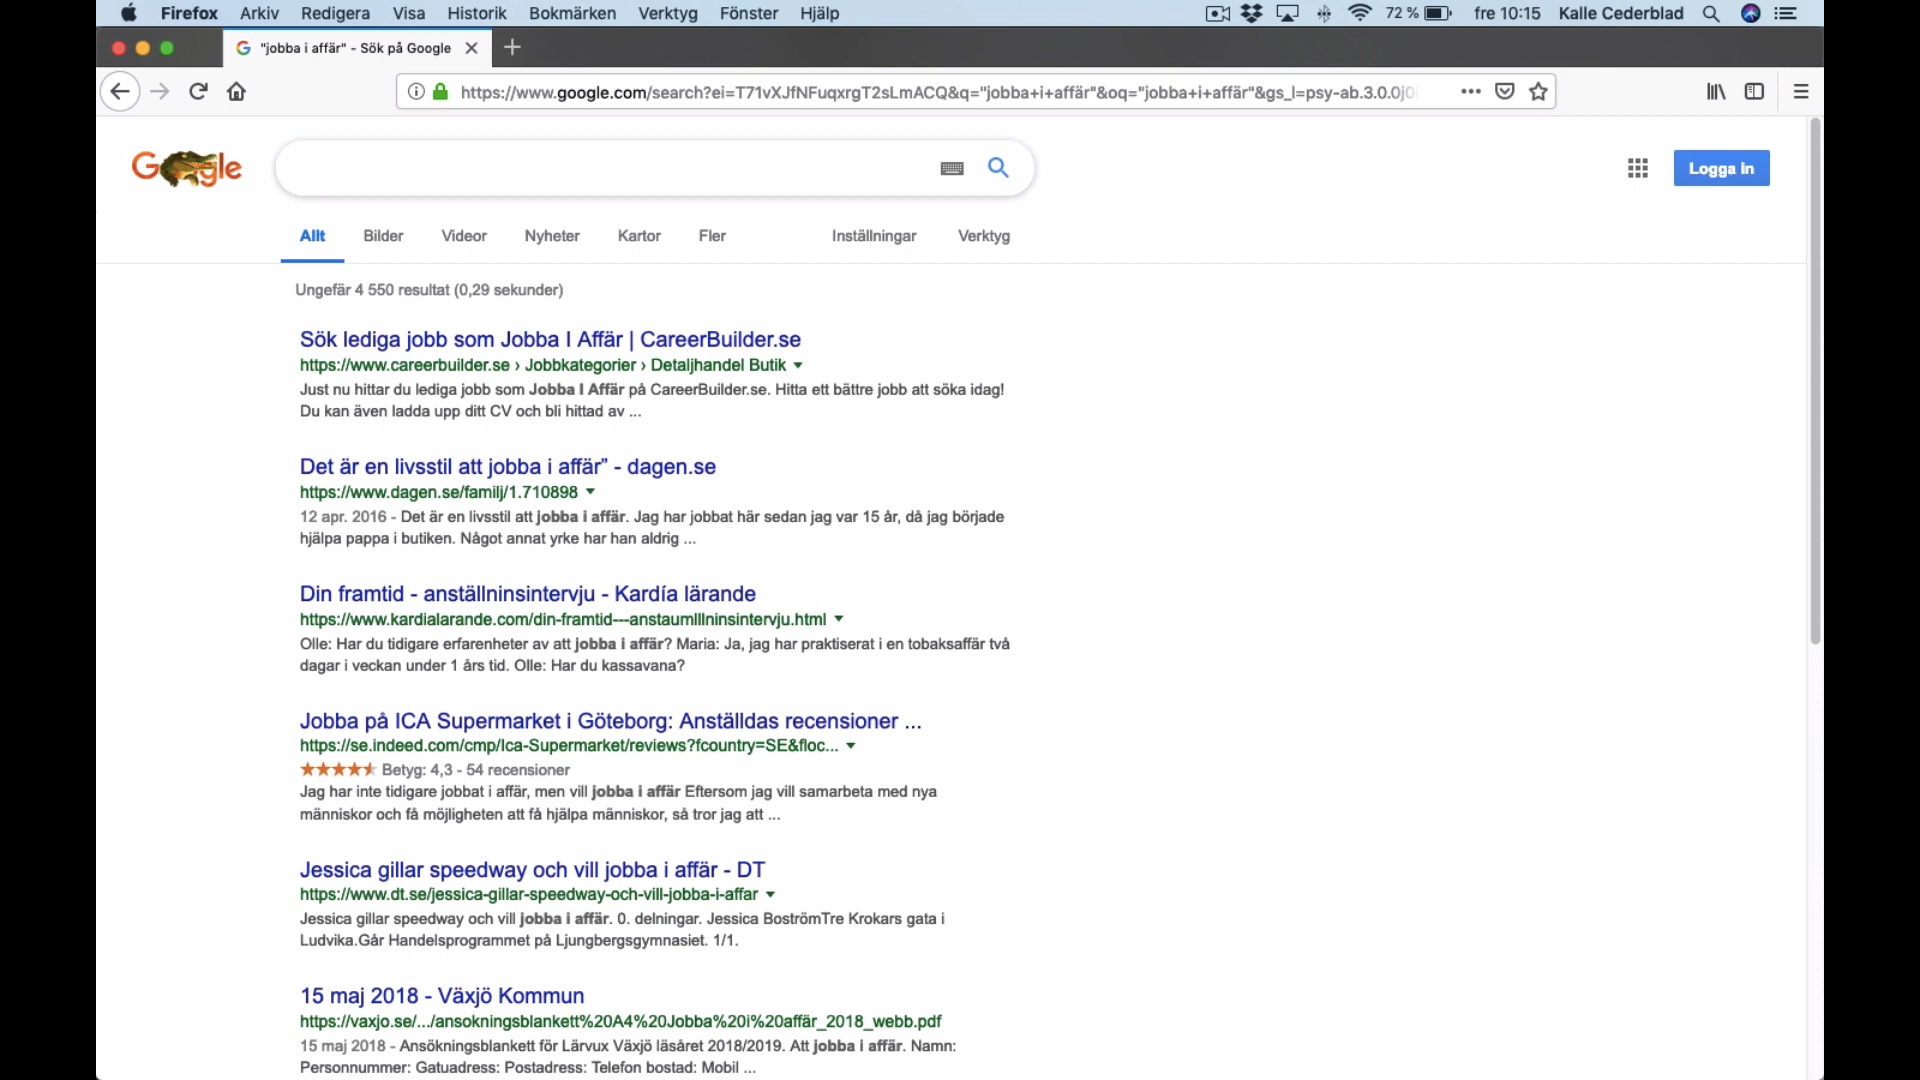 Firefox Arkiv Redigera Visa Historik Bokmärken Verktyg Fönster Hjälp 72 % fre 10:15 Kalle Cederblad
"jobba i affär" - Sök på Google
https://www.google.com/search?ei=T71vXJfNFuqxrgT2sLmACQ&q="jobba+i+affär"&oq="jobba+i+affär"&gs_l=psy-ab.3.0.0j0
Google
Logga in
Allt Bilder Videor Nyheter Kartor Fler Inställningar Verktyg
Ungefär 4 550 resultat (0,29 sekunder)
Sök lediga jobb som Jobba I Affär | CareerBuilder.se
https://www.careerbuilder.se › Jobbkategorier › Detaljhandel Butik
Just nu hittar du lediga jobb som Jobba I Affär på CareerBuilder.se. Hitta ett bättre jobb att söka idag!
Du kan även ladda upp ditt CV och bli hittad av ...
Det är en livsstil att jobba i affär” - dagen.se
https://www.dagen.se/familj/1.710898
12 apr. 2016 - Det är en livsstil att jobba i affär. Jag har jobbat här sedan jag var 15 år, då jag började
hjälpa pappa i butiken. Något annat yrke har han aldrig ...
Din framtid - anställninsintervju - Kardía lärande
https://www.kardialarande.com/din-framtid---anstaumlllninsintervju.html
Olle: Har du tidigare erfarenheter av att jobba i affär? Maria: Ja, jag har praktiserat i en tobaksaffär två
dagar i veckan under 1 års tid. Olle: Har du kassavana?
Jobba på ICA Supermarket i Göteborg: Anställdas recensioner ...
https://se.indeed.com/cmp/Ica-Supermarket/reviews?fcountry=SE&floc...
Betyg: 4,3 - 54 recensioner
Jag har inte tidigare jobbat i affär, men vill jobba i affär Eftersom jag vill samarbeta med nya
människor och få möjligheten att få hjälpa människor, så tror jag att ...
Jessica gillar speedway och vill jobba i affär - DT
https://www.dt.se/jessica-gillar-speedway-och-vill-jobba-i-affar
Jessica gillar speedway och vill jobba i affär. 0. delningar. Jessica BoströmTre Krokars gata i
Ludvika.Går Handelsprogrammet på Ljungbergsgymnasiet. 1/1.
15 maj 2018 - Växjö Kommun
https://vaxjo.se/.../ansokningsblankett%20A4%20Jobba%20i%20affär_2018_webb.pdf
15 maj 2018 - Ansökningsblankett för Lärvux Växjö läsåret 2018/2019. Att jobba i affär. Namn:
Personnummer: Gatuadress: Postadress: Telefon bostad: Mobil ...